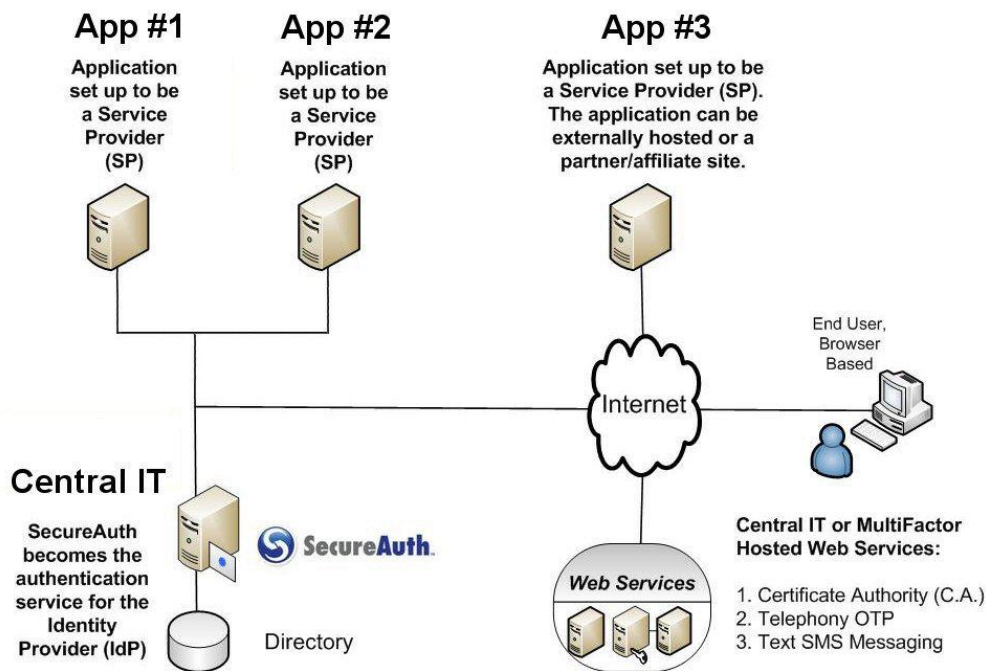 App #1
Application
set up to be
a Service
Provider
(SP)
App #2
Application
set up to be
a Service
Provider
(SP)
App #3
Application set up to be
a Service Provider (SP).
The application can be
externally hosted or a
partner/affiliate site.
End User,
Browser
Based
Internet
Central IT
SecureAuth
becomes the
authentication
service for the
Identity
Provider (IdP)
SecureAuth
Directory
Web Services
Central IT or MultiFactor
Hosted Web Services:
1. Certificate Authority (C.A.)
2. Telephony OTP
3. Text SMS Messaging